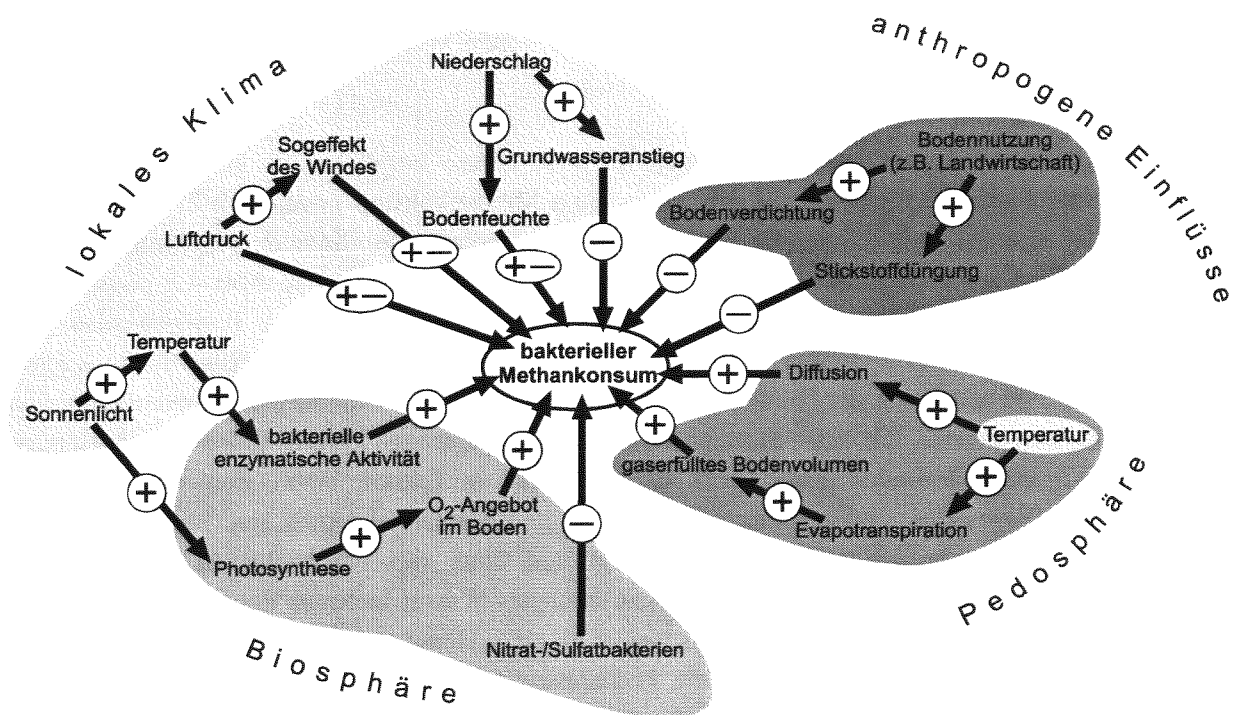 lokales Klima
anthropogene Einflüsse
Niederschlag
+
+
Sogeffekt
des Windes
Grundwasseranstieg
+
Bodenfeuchte
Luftdruck
+ −
+ −
+ −
−
Bodennutzung
(z.B. Landwirtschaft)
+
+
Bodenverdichtung
−
Stickstoffdüngung
−
Temperatur
+
+
Sonnenlicht
bakterieller
Methankonsum
+
Diffusion
+
Temperatur
+
gaserfülltes Bodenvolumen
+
+
Evapotranspiration
bakterielle
enzymatische Aktivität
+
+
+
O2-Angebot
im Boden
+
Photosynthese
−
Nitrat-/Sulfatbakterien
Biosphäre
Pedosphäre